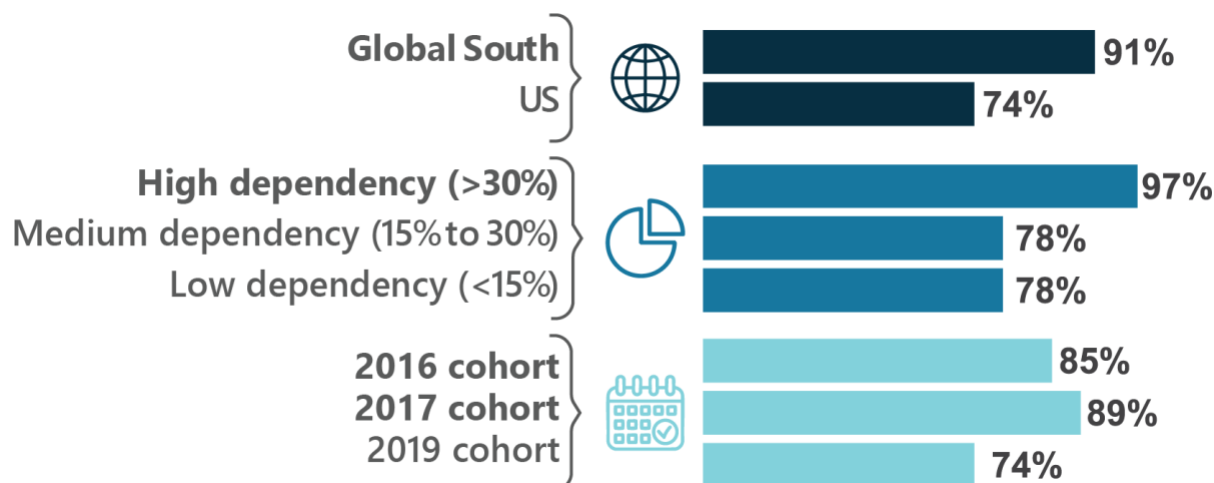 Global South 91%
US 74%
High dependency (>30%) 97%
Medium dependency (15% to 30%) 78%
Low dependency (<15%) 78%
2016 cohort 85%
2017 cohort 89%
2019 cohort 74%